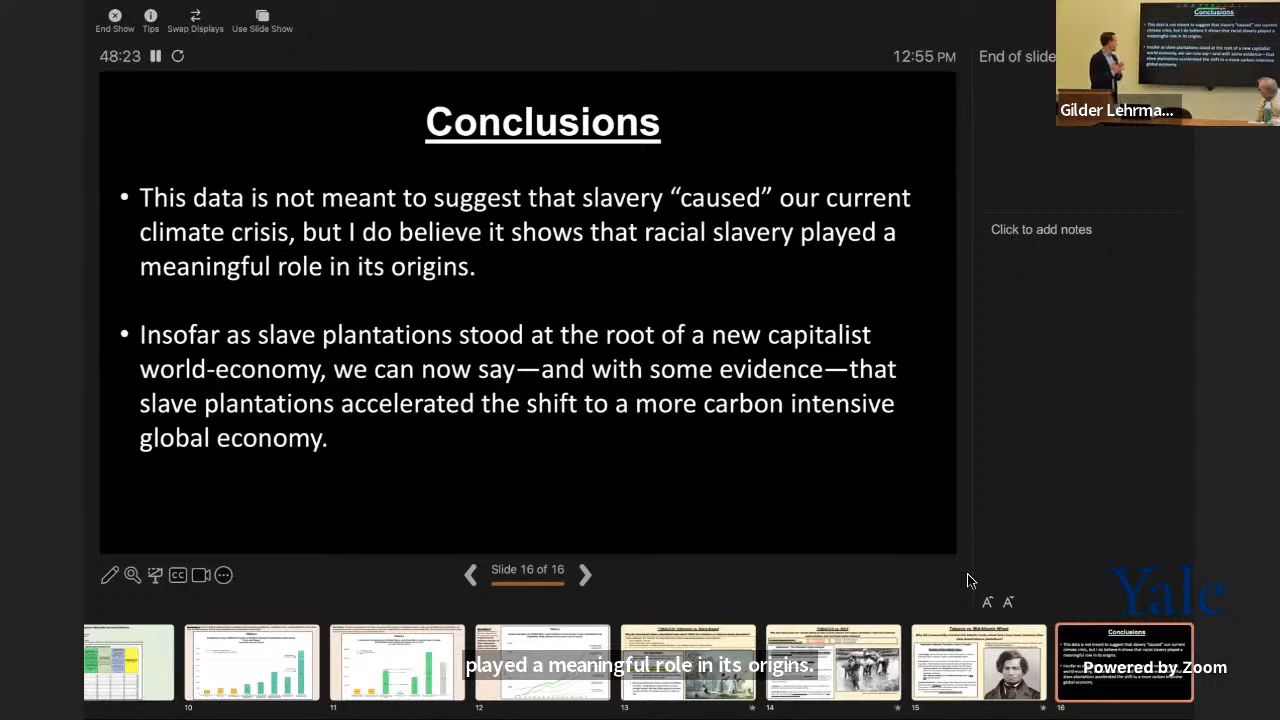 End Show
Tips
Swap Displays
Use Slide Show
48:23
12:55 PM
End of slide
Conclusions
• This data is not meant to suggest that slavery “caused” our current
climate crisis, but I do believe it shows that racial slavery played a
meaningful role in its origins.
• Insofar as slave plantations stood at the root of a new capitalist
world-economy, we can now say—and with some evidence—that
slave plantations accelerated the shift to a more carbon intensive
global economy.
Gilder Lehrma...
Click to add notes
Slide 16 of 16
Yale
played a meaningful role in its origins.
Powered by Zoom
10
11
12
13
14
15
16
Conclusions